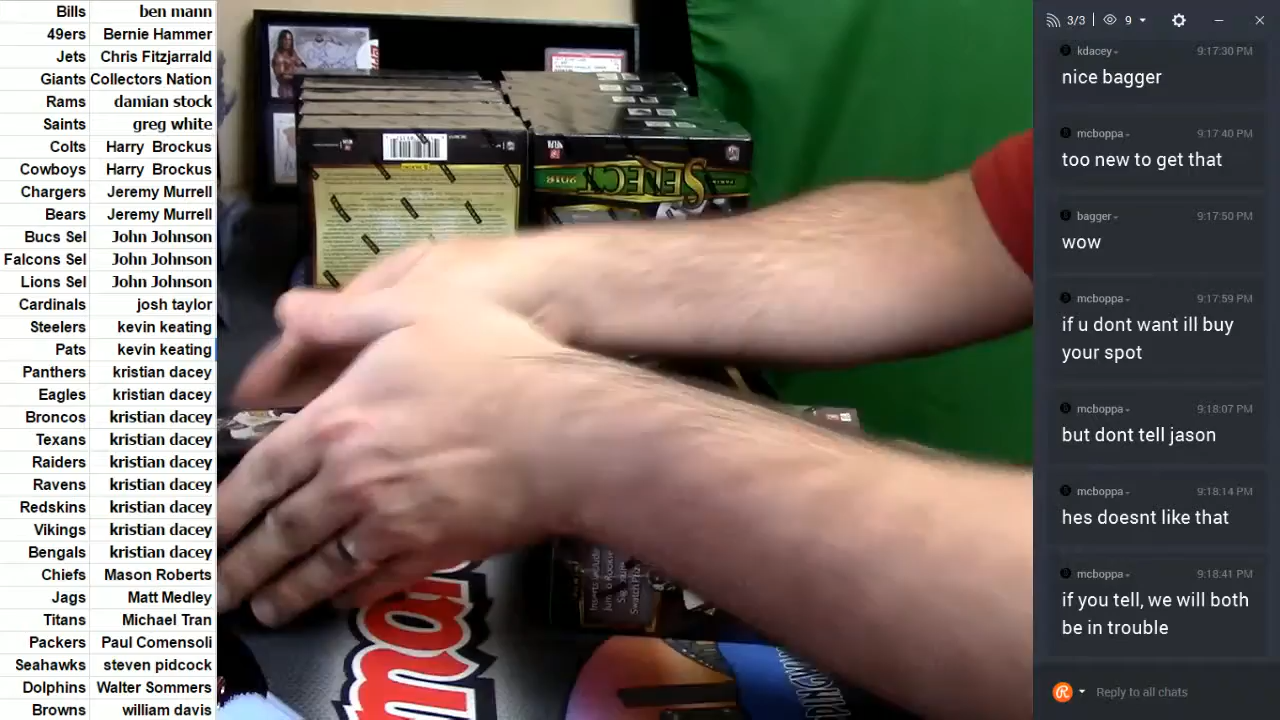 Bills ben mann
49ers Bernie Hammer
Jets Chris Fitzjarrald
Giants Collectors Nation
Rams damian stock
Saints greg white
Colts Harry Brockus
Cowboys Harry Brockus
Chargers Jeremy Murrell
Bears Jeremy Murrell
Bucs Sel John Johnson
Falcons Sel John Johnson
Lions Sel John Johnson
Cardinals josh taylor
Steelers kevin keating
Pats kevin keating
Panthers kristian dacey
Eagles kristian dacey
Broncos kristian dacey
Texans kristian dacey
Raiders kristian dacey
Ravens kristian dacey
Redskins kristian dacey
Vikings kristian dacey
Bengals kristian dacey
Chiefs Mason Roberts
Jags Matt Medley
Titans Michael Tran
Packers Paul Comensoli
Seahawks steven pidcock
Dolphins Walter Sommers
Browns william davis
SELECT
2018
3/3 9
kdacey 9:17:30 PM
nice bagger
mcboppa 9:17:40 PM
too new to get that
bagger 9:17:50 PM
wow
mcboppa 9:17:59 PM
if u dont want ill buy
your spot
mcboppa 9:18:07 PM
but dont tell jason
mcboppa 9:18:14 PM
hes doesnt like that
mcboppa 9:18:41 PM
if you tell, we will both
be in trouble
Reply to all chats